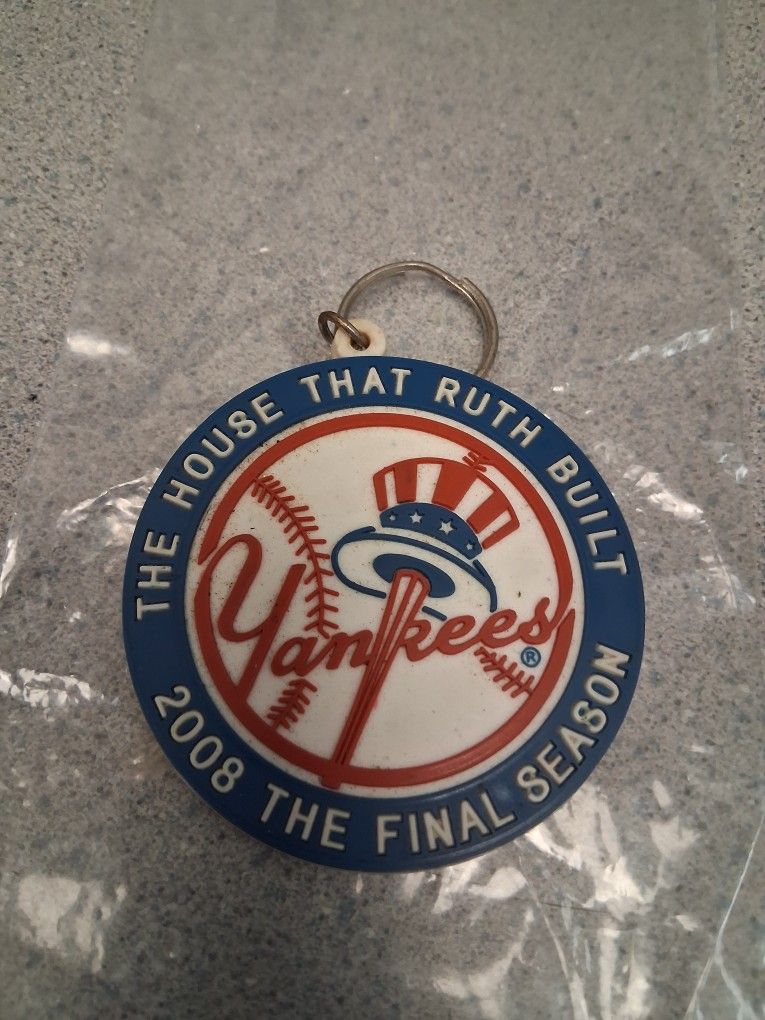 THE HOUSE THAT RUTH BUILT
Yankees®
2008 THE FINAL SEASON